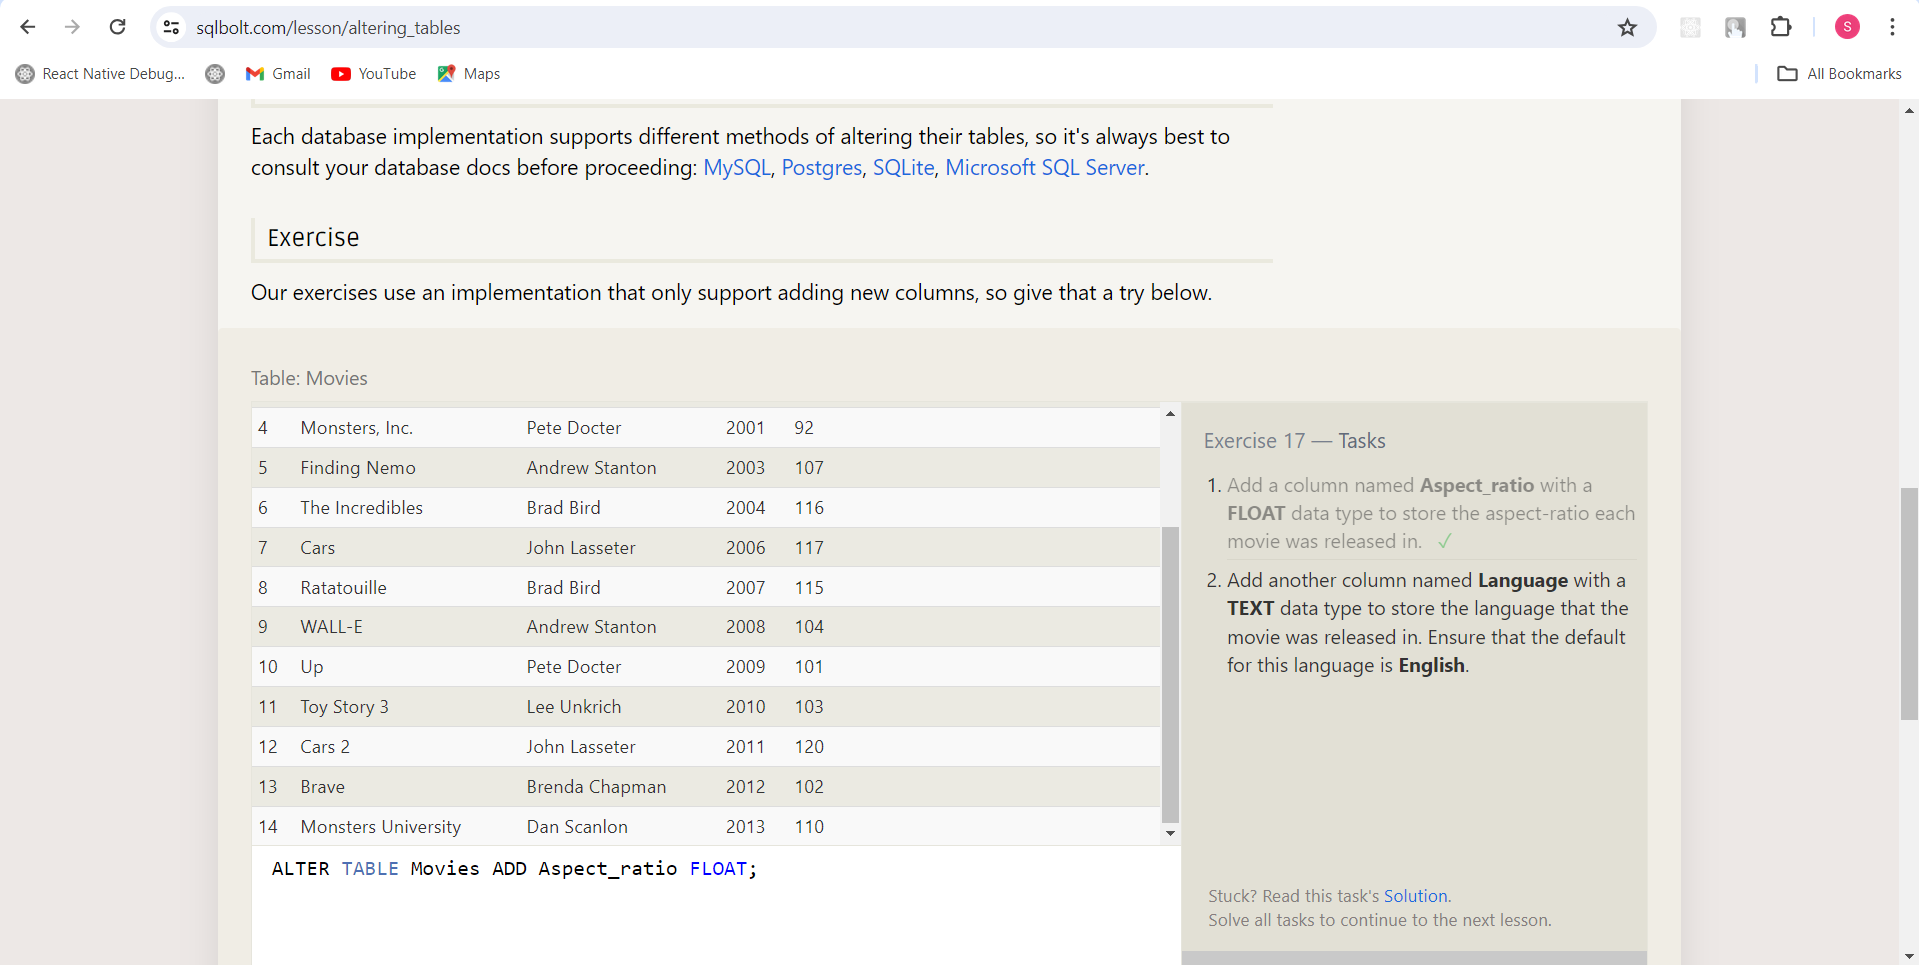 sqlbolt.com/lesson/altering_tables
S
React Native Debug...
Gmail
YouTube
Maps
All Bookmarks
Each database implementation supports different methods of altering their tables, so it's always best to
consult your database docs before proceeding: MySQL, Postgres, SQLite, Microsoft SQL Server.
Exercise
Our exercises use an implementation that only support adding new columns, so give that a try below.
Table: Movies
4 Monsters, Inc. Pete Docter 2001 92
5 Finding Nemo Andrew Stanton 2003 107
6 The Incredibles Brad Bird 2004 116
7 Cars John Lasseter 2006 117
8 Ratatouille Brad Bird 2007 115
9 WALL-E Andrew Stanton 2008 104
10 Up Pete Docter 2009 101
11 Toy Story 3 Lee Unkrich 2010 103
12 Cars 2 John Lasseter 2011 120
13 Brave Brenda Chapman 2012 102
14 Monsters University Dan Scanlon 2013 110
ALTER TABLE Movies ADD Aspect_ratio FLOAT;
Exercise 17 — Tasks
1. Add a column named Aspect_ratio with a
FLOAT data type to store the aspect-ratio each
movie was released in. ✓
2. Add another column named Language with a
TEXT data type to store the language that the
movie was released in. Ensure that the default
for this language is English.
Stuck? Read this task's Solution.
Solve all tasks to continue to the next lesson.